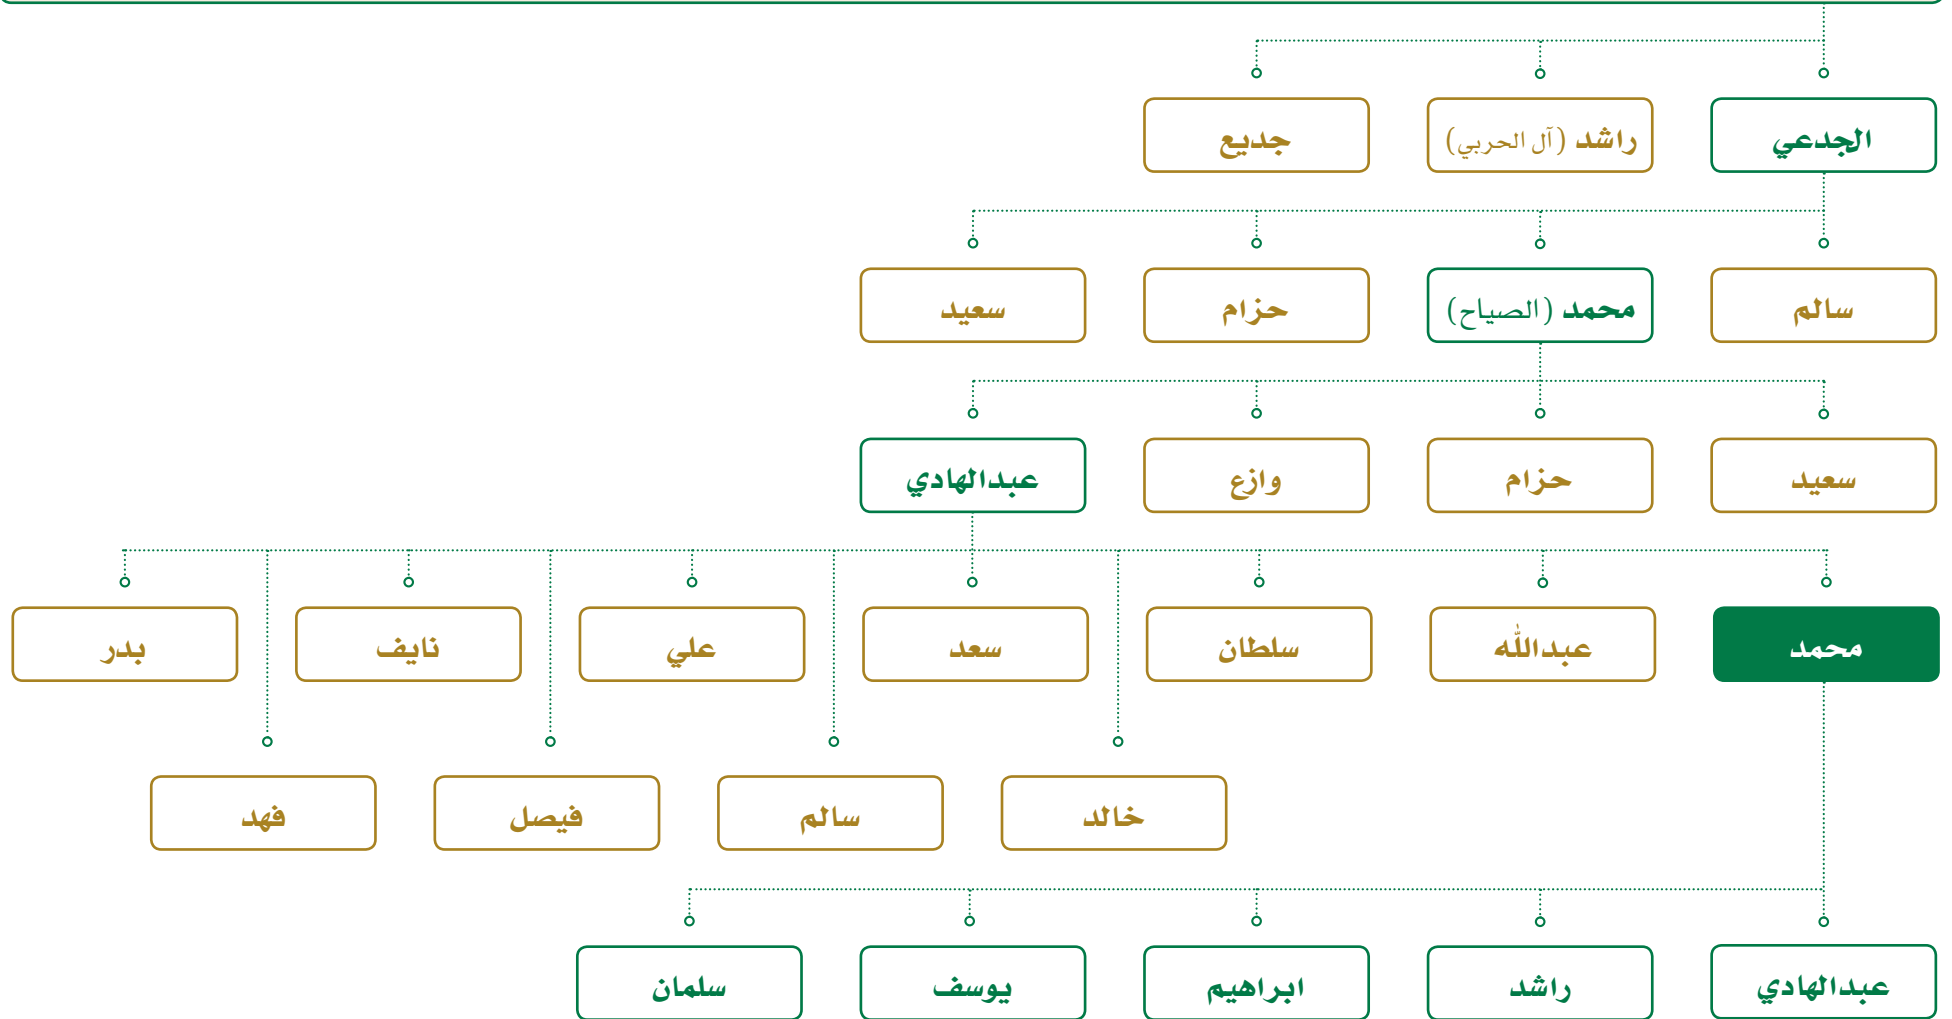 الجدعي
راشد (آل الحربي)
جديع
سالم
محمد (الصياح)
حزام
سعيد
سعيد
حزام
وازع
عبدالهادي
محمد
عبدالله
سلطان
سعد
علي
نايف
بدر
خالد
سالم
فيصل
فهد
عبدالهادي
راشد
ابراهيم
يوسف
سلمان